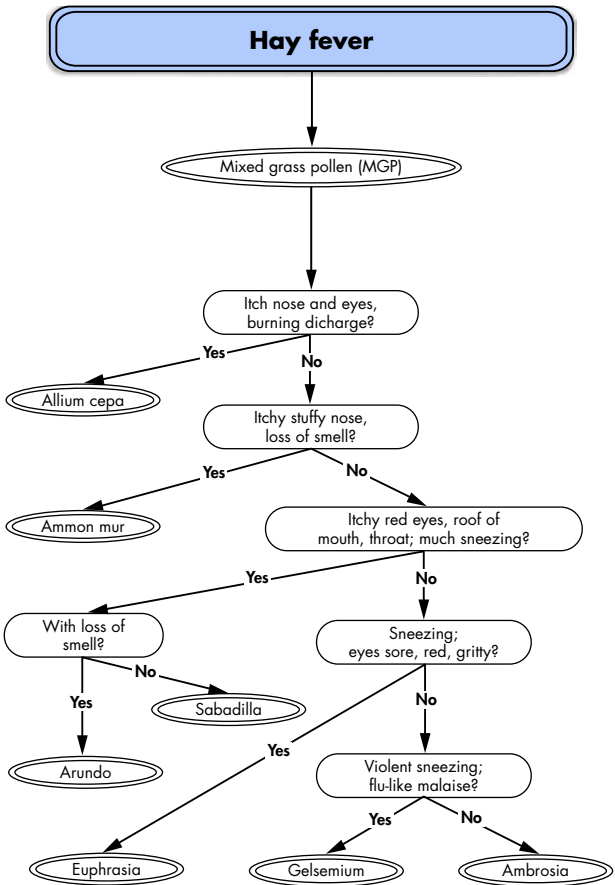 Hay fever
Mixed grass pollen (MGP)
Itch nose and eyes,
burning dicharge?
Yes
No
Allium cepa
Itchy stuffy nose,
loss of smell?
Yes
No
Ammon mur
Itchy red eyes, roof of
mouth, throat; much sneezing?
Yes
No
With loss of
smell?
Sneezing;
eyes sore, red, gritty?
No
Yes
Sabadilla
No
Yes
Arundo
Violent sneezing;
flu-like malaise?
Yes
No
Euphrasia
Gelsemium
Ambrosia